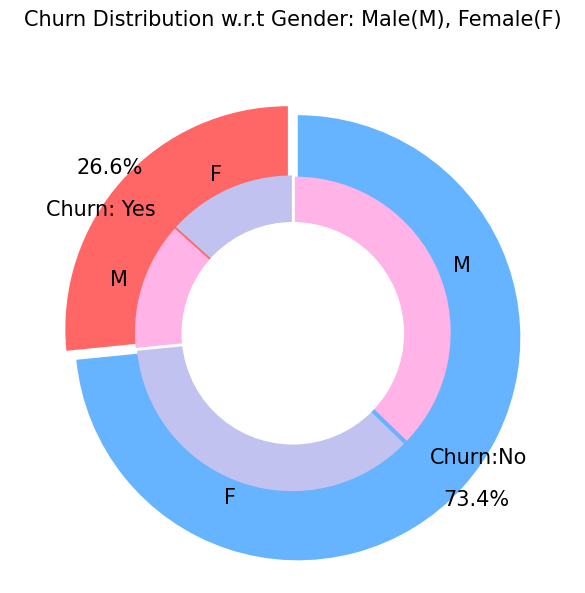 Churn Distribution w.r.t Gender: Male(M), Female(F)
26.6%
F
Churn: Yes
M
M
Churn:No
F
73.4%